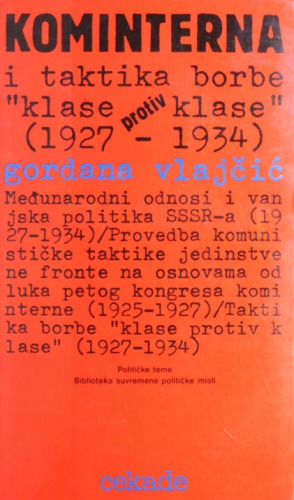 KOMINTERNA
i taktika borbe
"klase protiv klase"
(1927 - 1934)
gordana vlajčić
Međunarodni odnosi i van
jska politika SSSR-a (19
27-1934)/Provedba komuni
stičke taktike jedinstve
ne fronte na osnovama od
luka petog kongresa komi
nterne (1925-1927)/Takti
ka borbe "klase protiv k
lase" (1927-1934)
Političke teme
Biblioteka suvremene političke misli
cekade